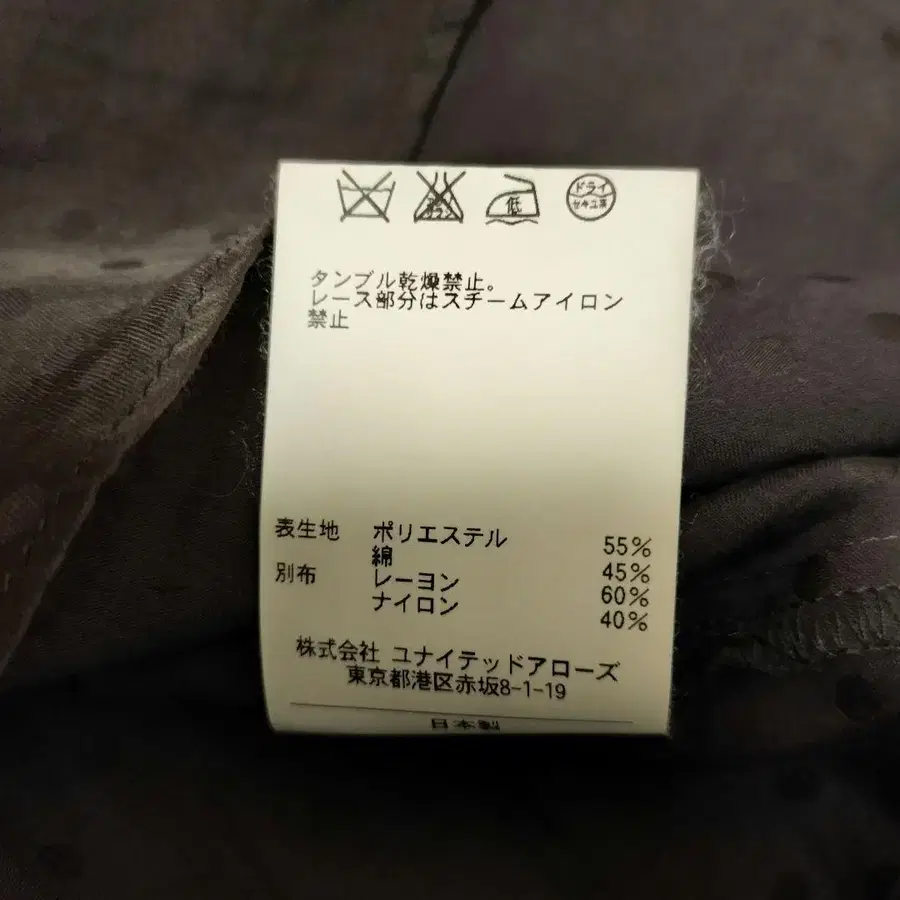 低
ドライ
セキユ系
タンブル乾燥禁止。
レース部分はスチームアイロン
禁止
表生地 ポリエステル 55%
綿 45%
別布 レーヨン 60%
ナイロン 40%
株式会社 ユナイテッドアローズ
東京都港区赤坂8-1-19
日本製